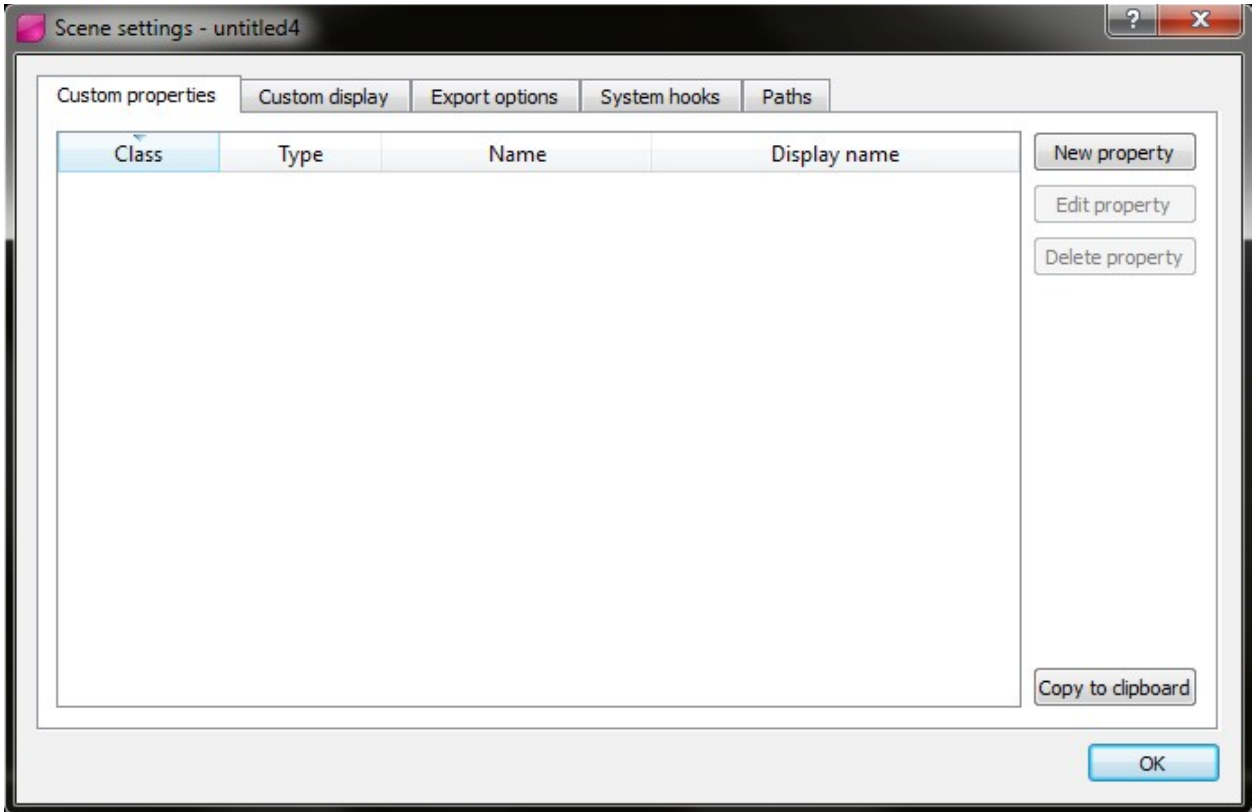 Scene settings - untitled4
?
X
Custom properties Custom display Export options System hooks Paths
Class Type Name Display name
New property
Edit property
Delete property
Copy to clipboard
OK